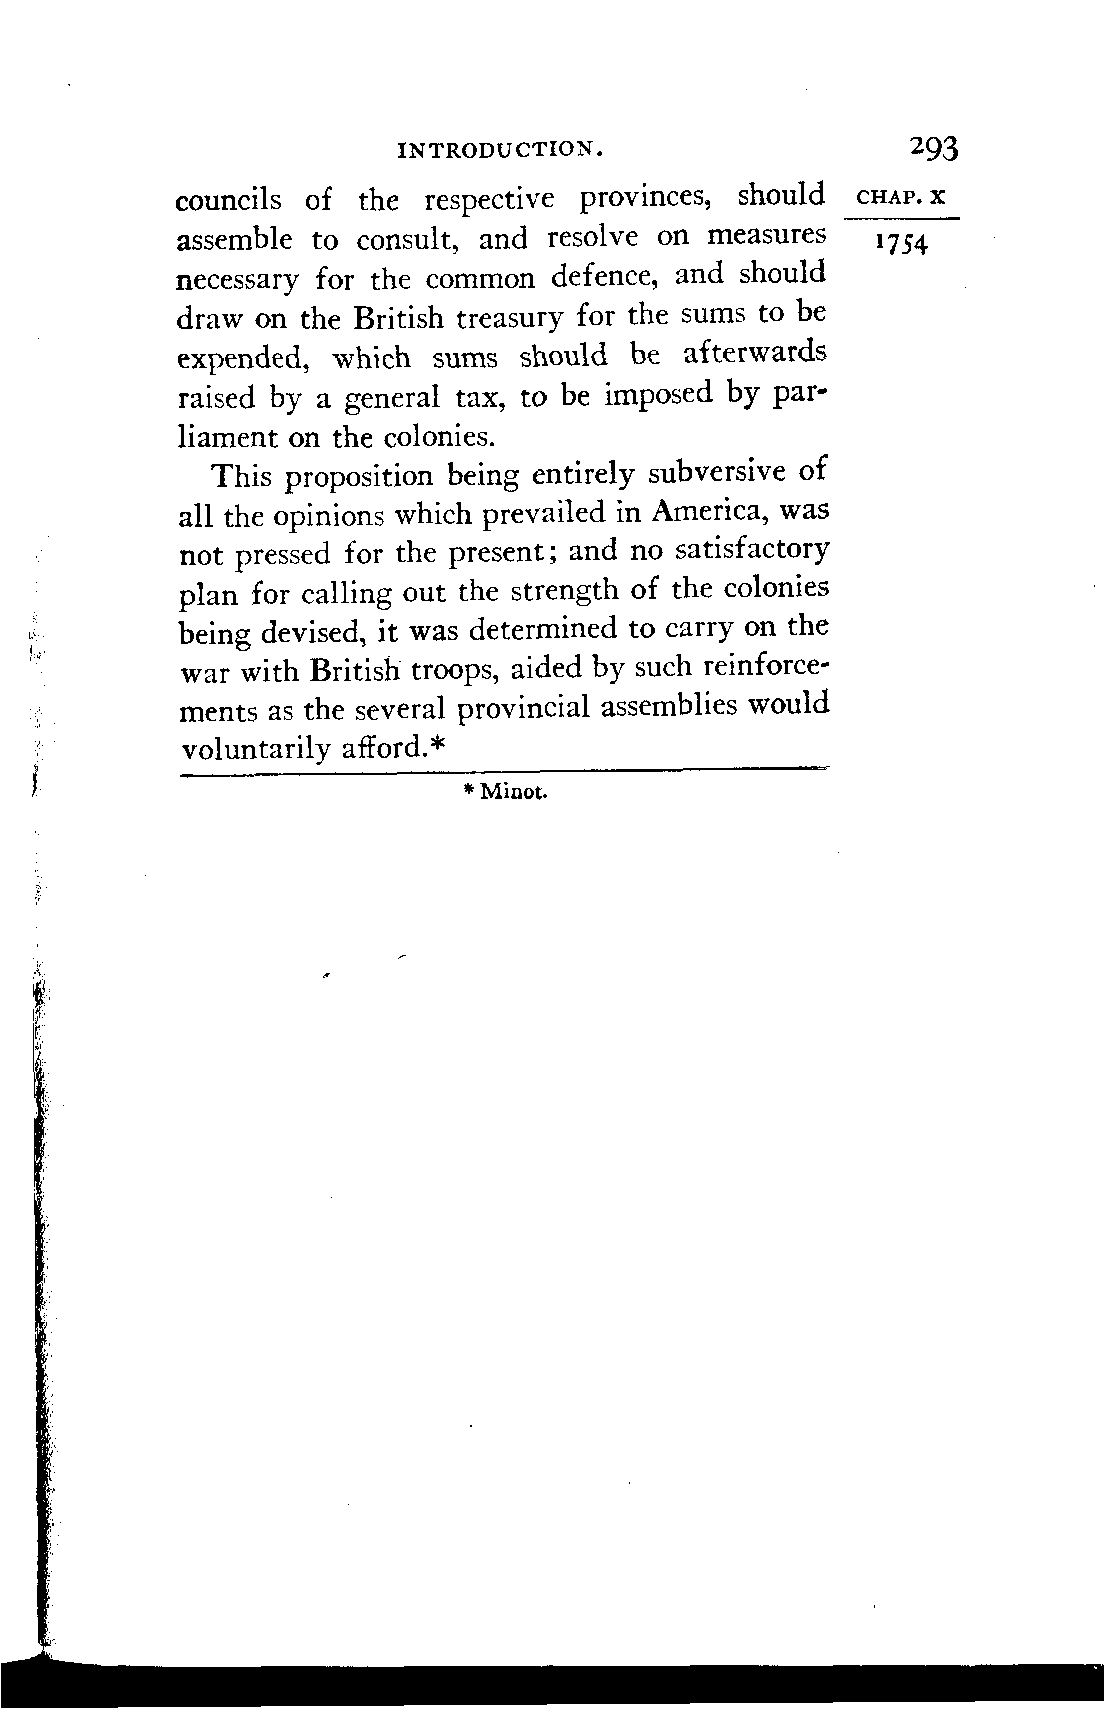 INTRODUCTION. 293
councils of the respective provinces, should CHAP. X
assemble to consult, and resolve on measures 1754
necessary for the common defence, and should
draw on the British treasury for the sums to be
expended, which sums should be afterwards
raised by a general tax, to be imposed by par-
liament on the colonies.
This proposition being entirely subversive of
all the opinions which prevailed in America, was
not pressed for the present; and no satisfactory
plan for calling out the strength of the colonies
being devised, it was determined to carry on the
war with British troops, aided by such reinforce-
ments as the several provincial assemblies would
voluntarily afford.*
* Minot.